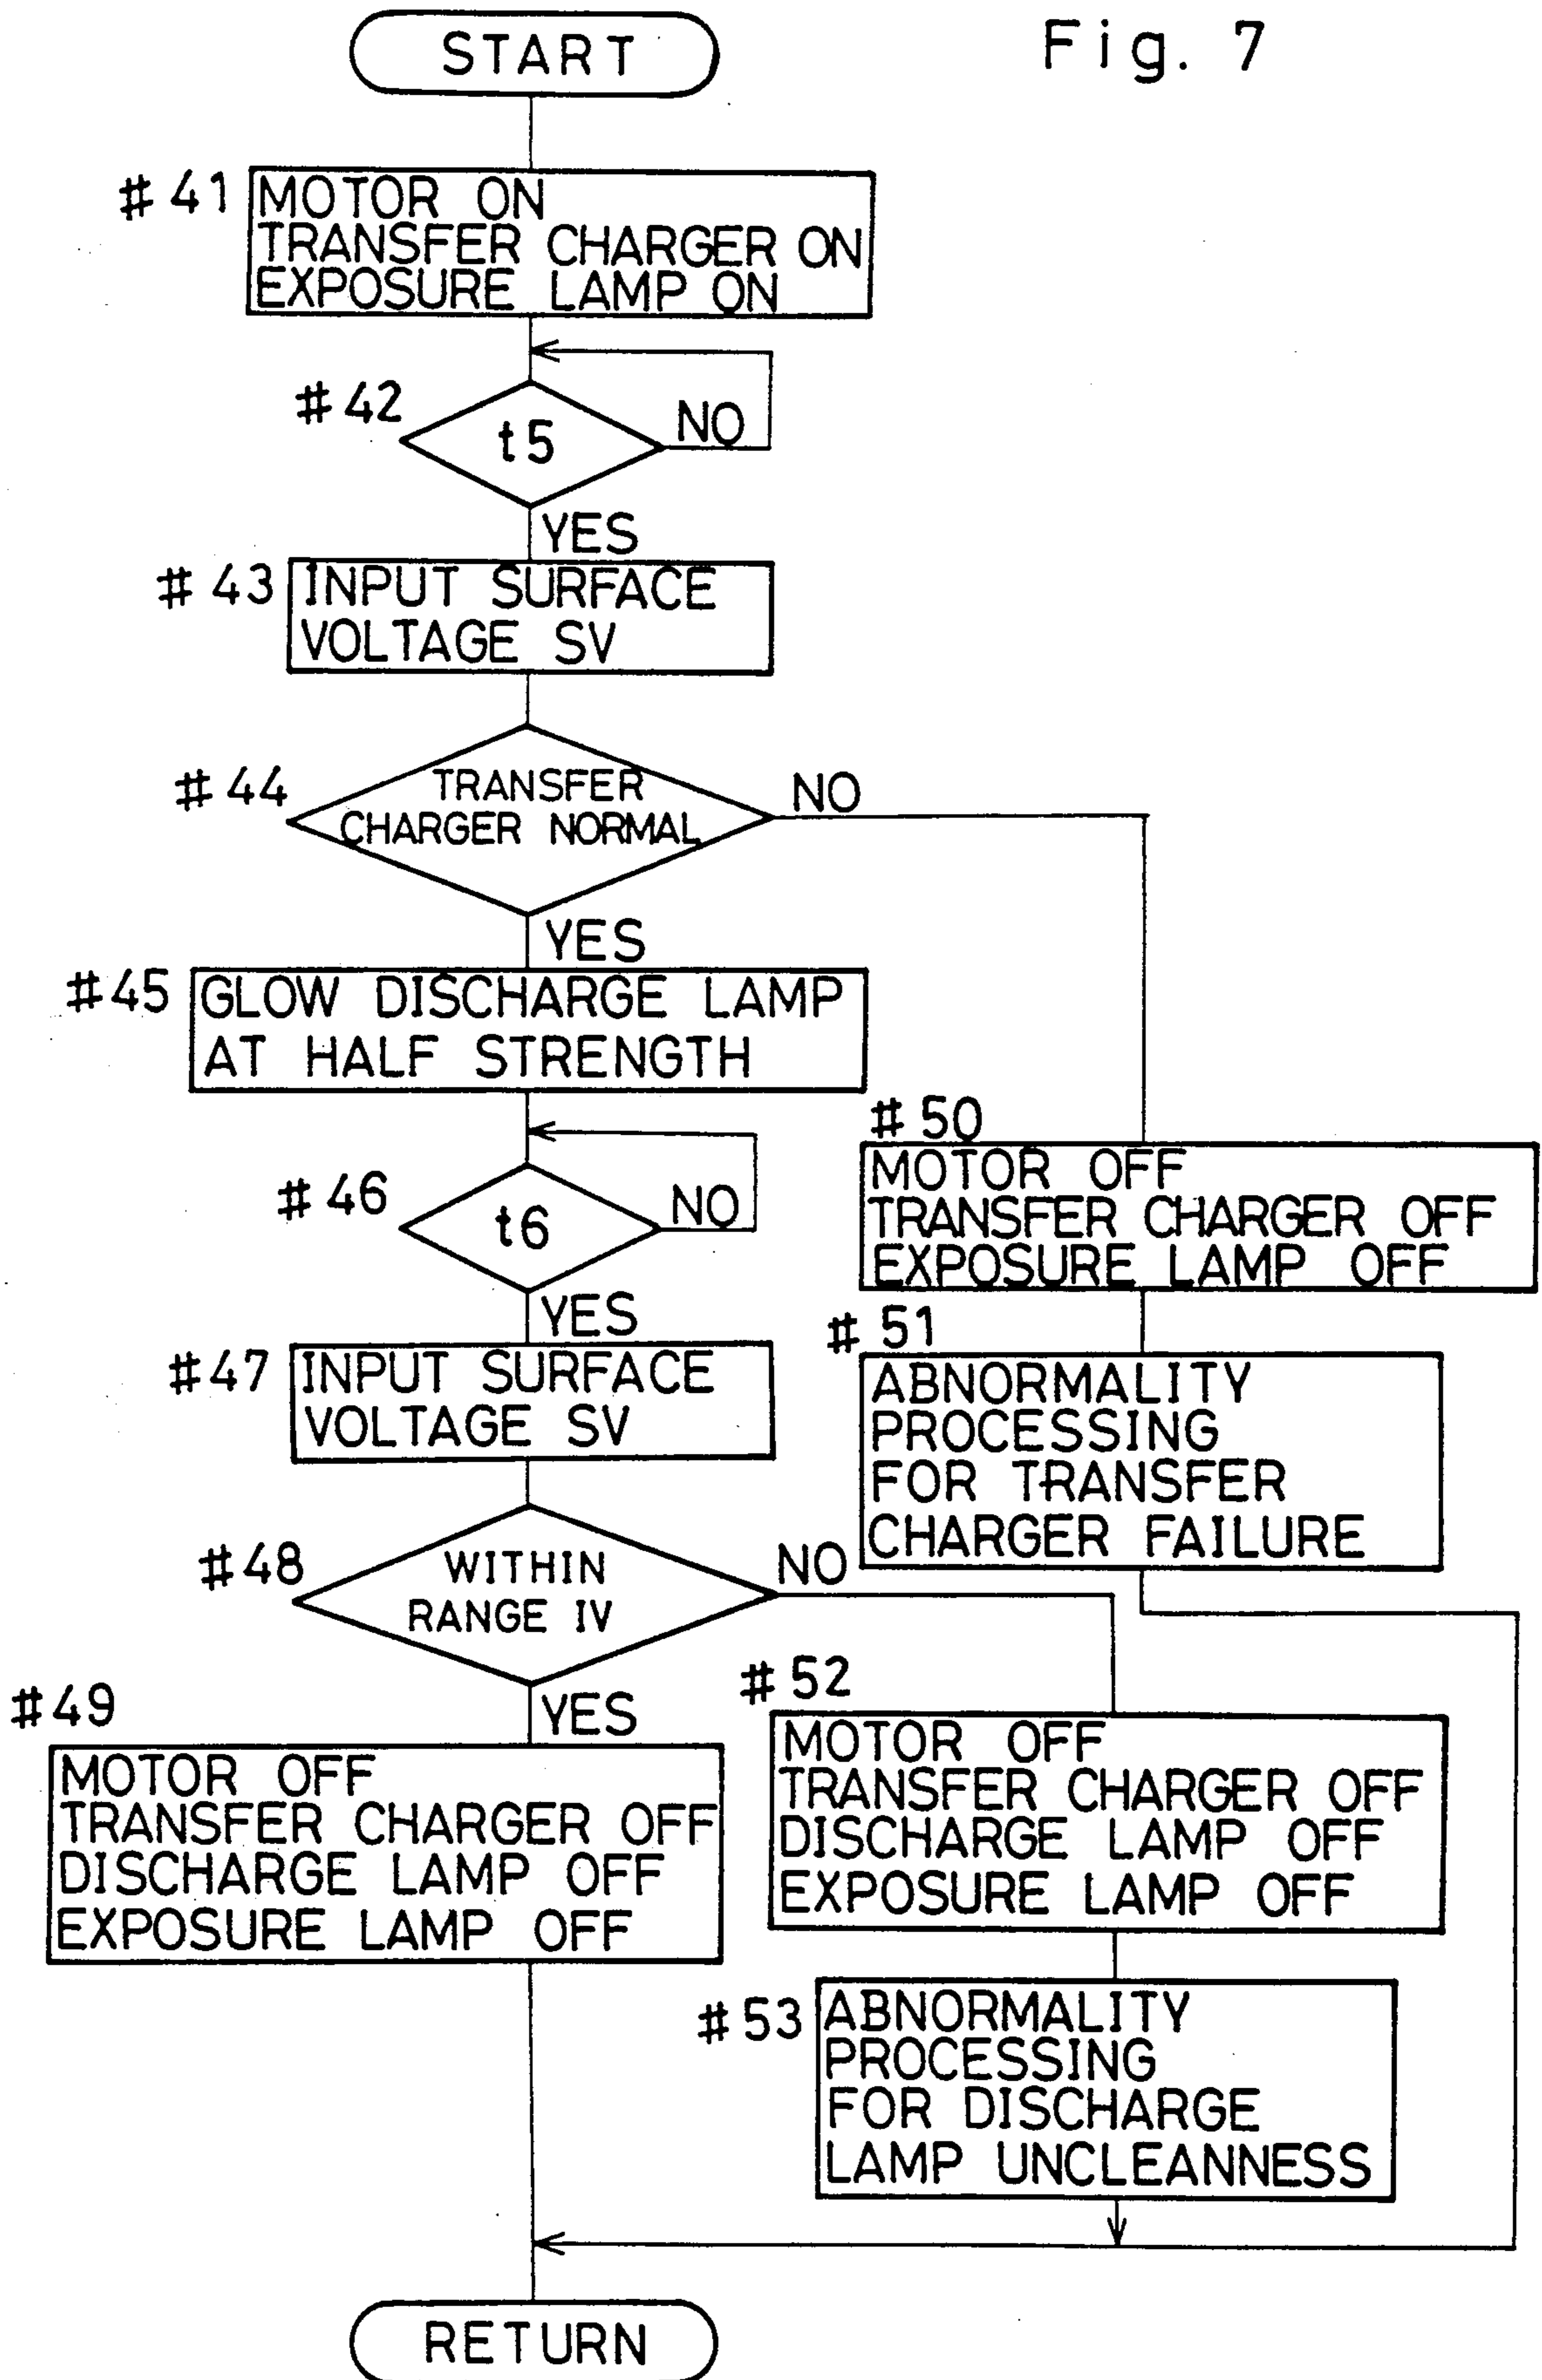 START
Fig. 7
#41
MOTOR ON
TRANSFER CHARGER ON
EXPOSURE LAMP ON
#42
t5
NO
YES
#43
INPUT SURFACE
VOLTAGE SV
#44
TRANSFER
CHARGER NORMAL
NO
YES
#45
GLOW DISCHARGE LAMP
AT HALF STRENGTH
#46
t6
NO
YES
#47
INPUT SURFACE
VOLTAGE SV
#48
WITHIN
RANGE IV
NO
YES
#49
MOTOR OFF
TRANSFER CHARGER OFF
DISCHARGE LAMP OFF
EXPOSURE LAMP OFF
#50
MOTOR OFF
TRANSFER CHARGER OFF
EXPOSURE LAMP OFF
#51
ABNORMALITY
PROCESSING
FOR TRANSFER
CHARGER FAILURE
#52
MOTOR OFF
TRANSFER CHARGER OFF
DISCHARGE LAMP OFF
EXPOSURE LAMP OFF
#53
ABNORMALITY
PROCESSING
FOR DISCHARGE
LAMP UNCLEANNESS
RETURN